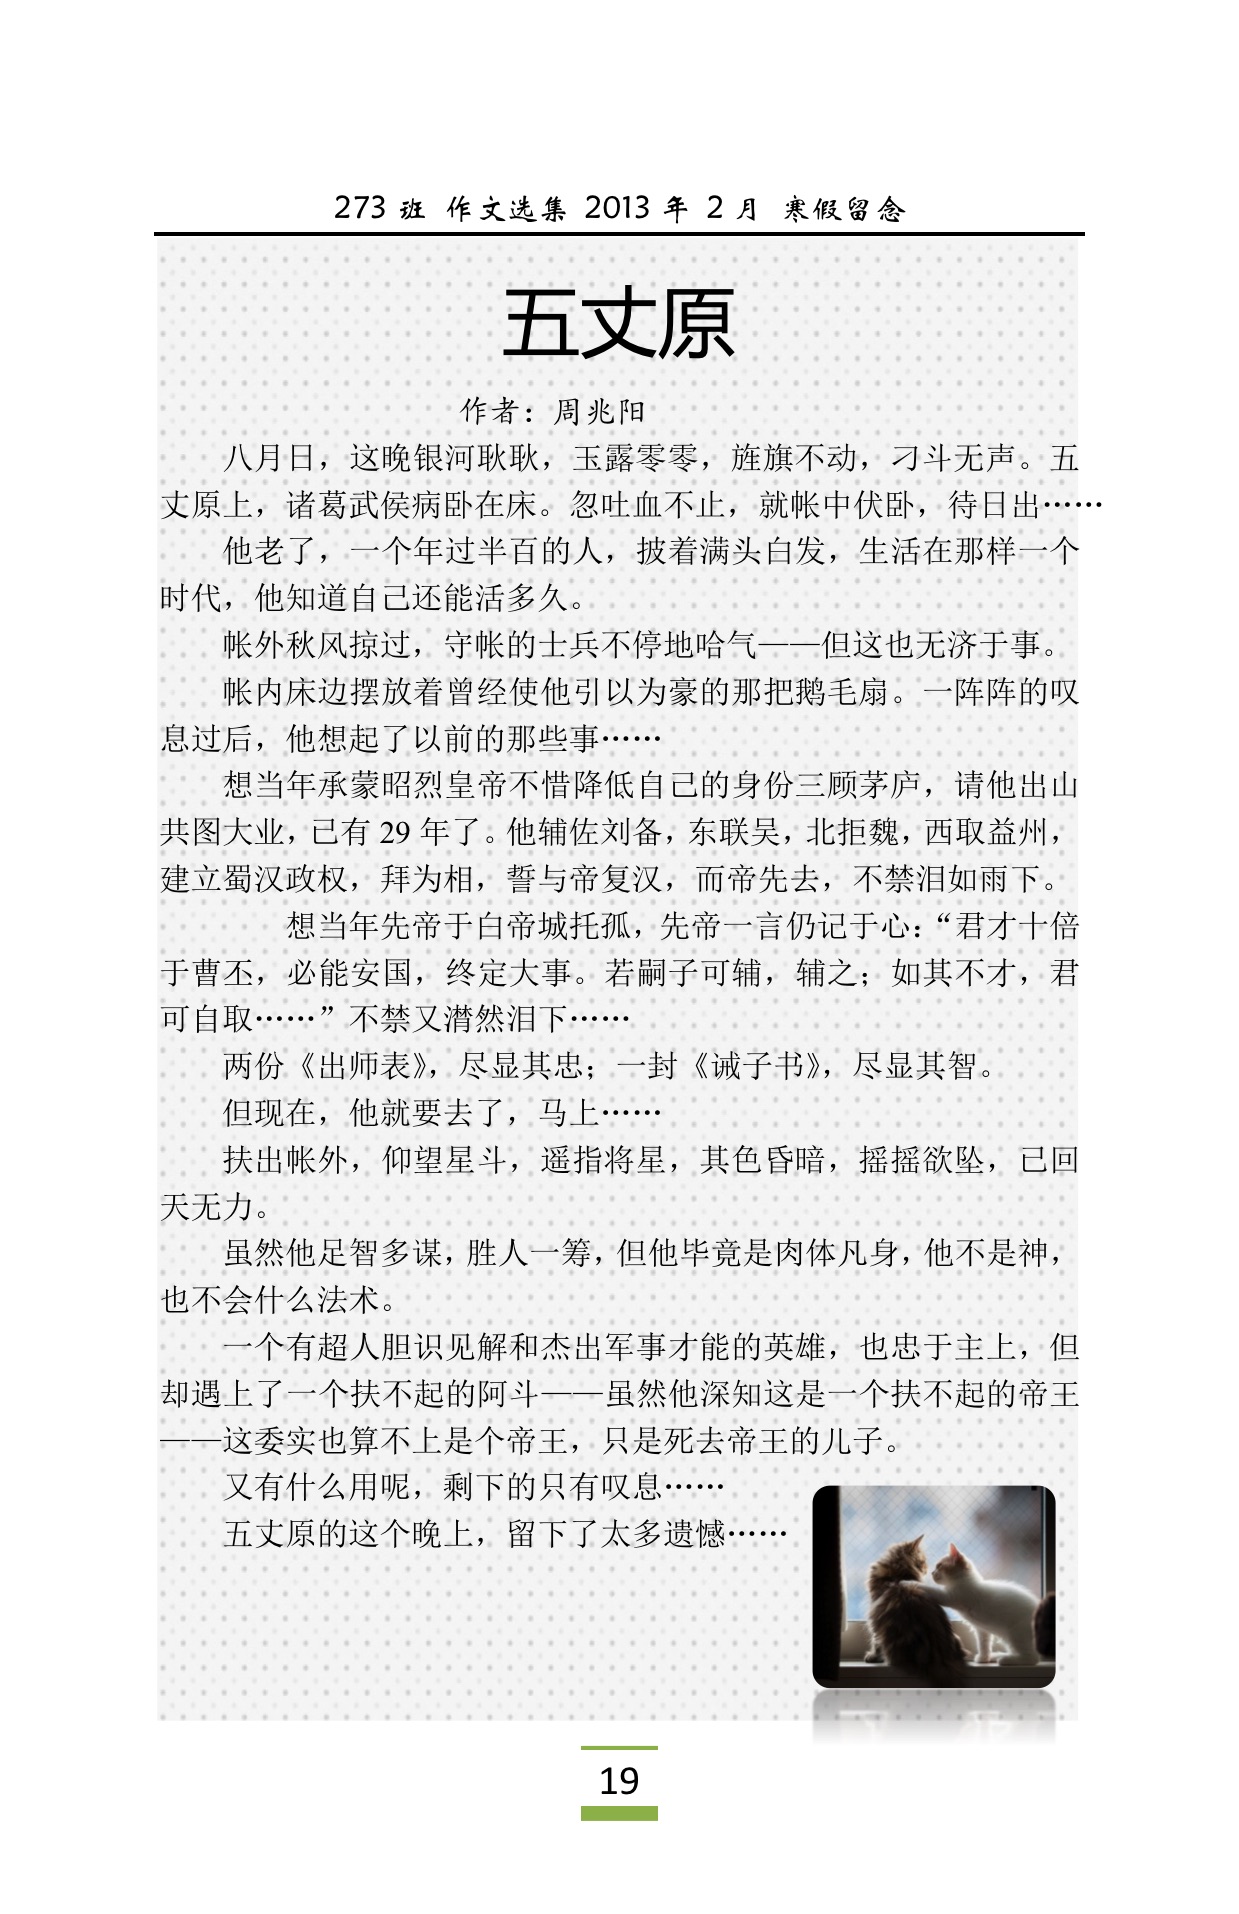 273 班 作文选集 2013 年 2 月 寒假留念
五丈原
作者：周兆阳
八月日，这晚银河耿耿，玉露零零，旌旗不动，刁斗无声。五
丈原上，诸葛武侯病卧在床。忽吐血不止，就帐中伏卧，待日出……
他老了，一个年过半百的人，披着满头白发，生活在那样一个
时代，他知道自己还能活多久。
帐外秋风掠过，守帐的士兵不停地哈气——但这也无济于事。
帐内床边摆放着曾经使他引以为豪的那把鹅毛扇。一阵阵的叹
息过后，他想起了以前的那些事……
想当年承蒙昭烈皇帝不惜降低自己的身份三顾茅庐，请他出山
共图大业，已有 29 年了。他辅佐刘备，东联吴，北拒魏，西取益州，
建立蜀汉政权，拜为相，誓与帝复汉，而帝先去，不禁泪如雨下。
想当年先帝于白帝城托孤，先帝一言仍记于心：“君才十倍
于曹丕，必能安国，终定大事。若嗣子可辅，辅之；如其不才，君
可自取……”不禁又潸然泪下……
两份《出师表》，尽显其忠；一封《诫子书》，尽显其智。
但现在，他就要去了，马上……
扶出帐外，仰望星斗，遥指将星，其色昏暗，摇摇欲坠，已回
天无力。
虽然他足智多谋，胜人一筹，但他毕竟是肉体凡身，他不是神，
也不会什么法术。
一个有超人胆识见解和杰出军事才能的英雄，也忠于主上，但
却遇上了一个扶不起的阿斗——虽然他深知这是一个扶不起的帝王
——这委实也算不上是个帝王，只是死去帝王的儿子。
又有什么用呢，剩下的只有叹息……
五丈原的这个晚上，留下了太多遗憾……
19